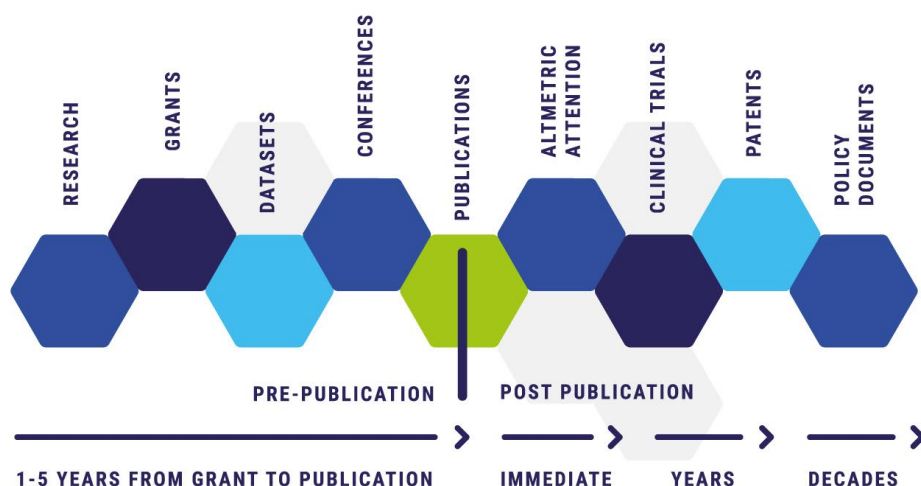 RESEARCH
GRANTS
DATASETS
CONFERENCES
PUBLICATIONS
ALTMETRIC
ATTENTION
CLINICAL TRIALS
PATENTS
POLICY
DOCUMENTS
PRE-PUBLICATION
POST PUBLICATION
1-5 YEARS FROM GRANT TO PUBLICATION
IMMEDIATE
YEARS
DECADES